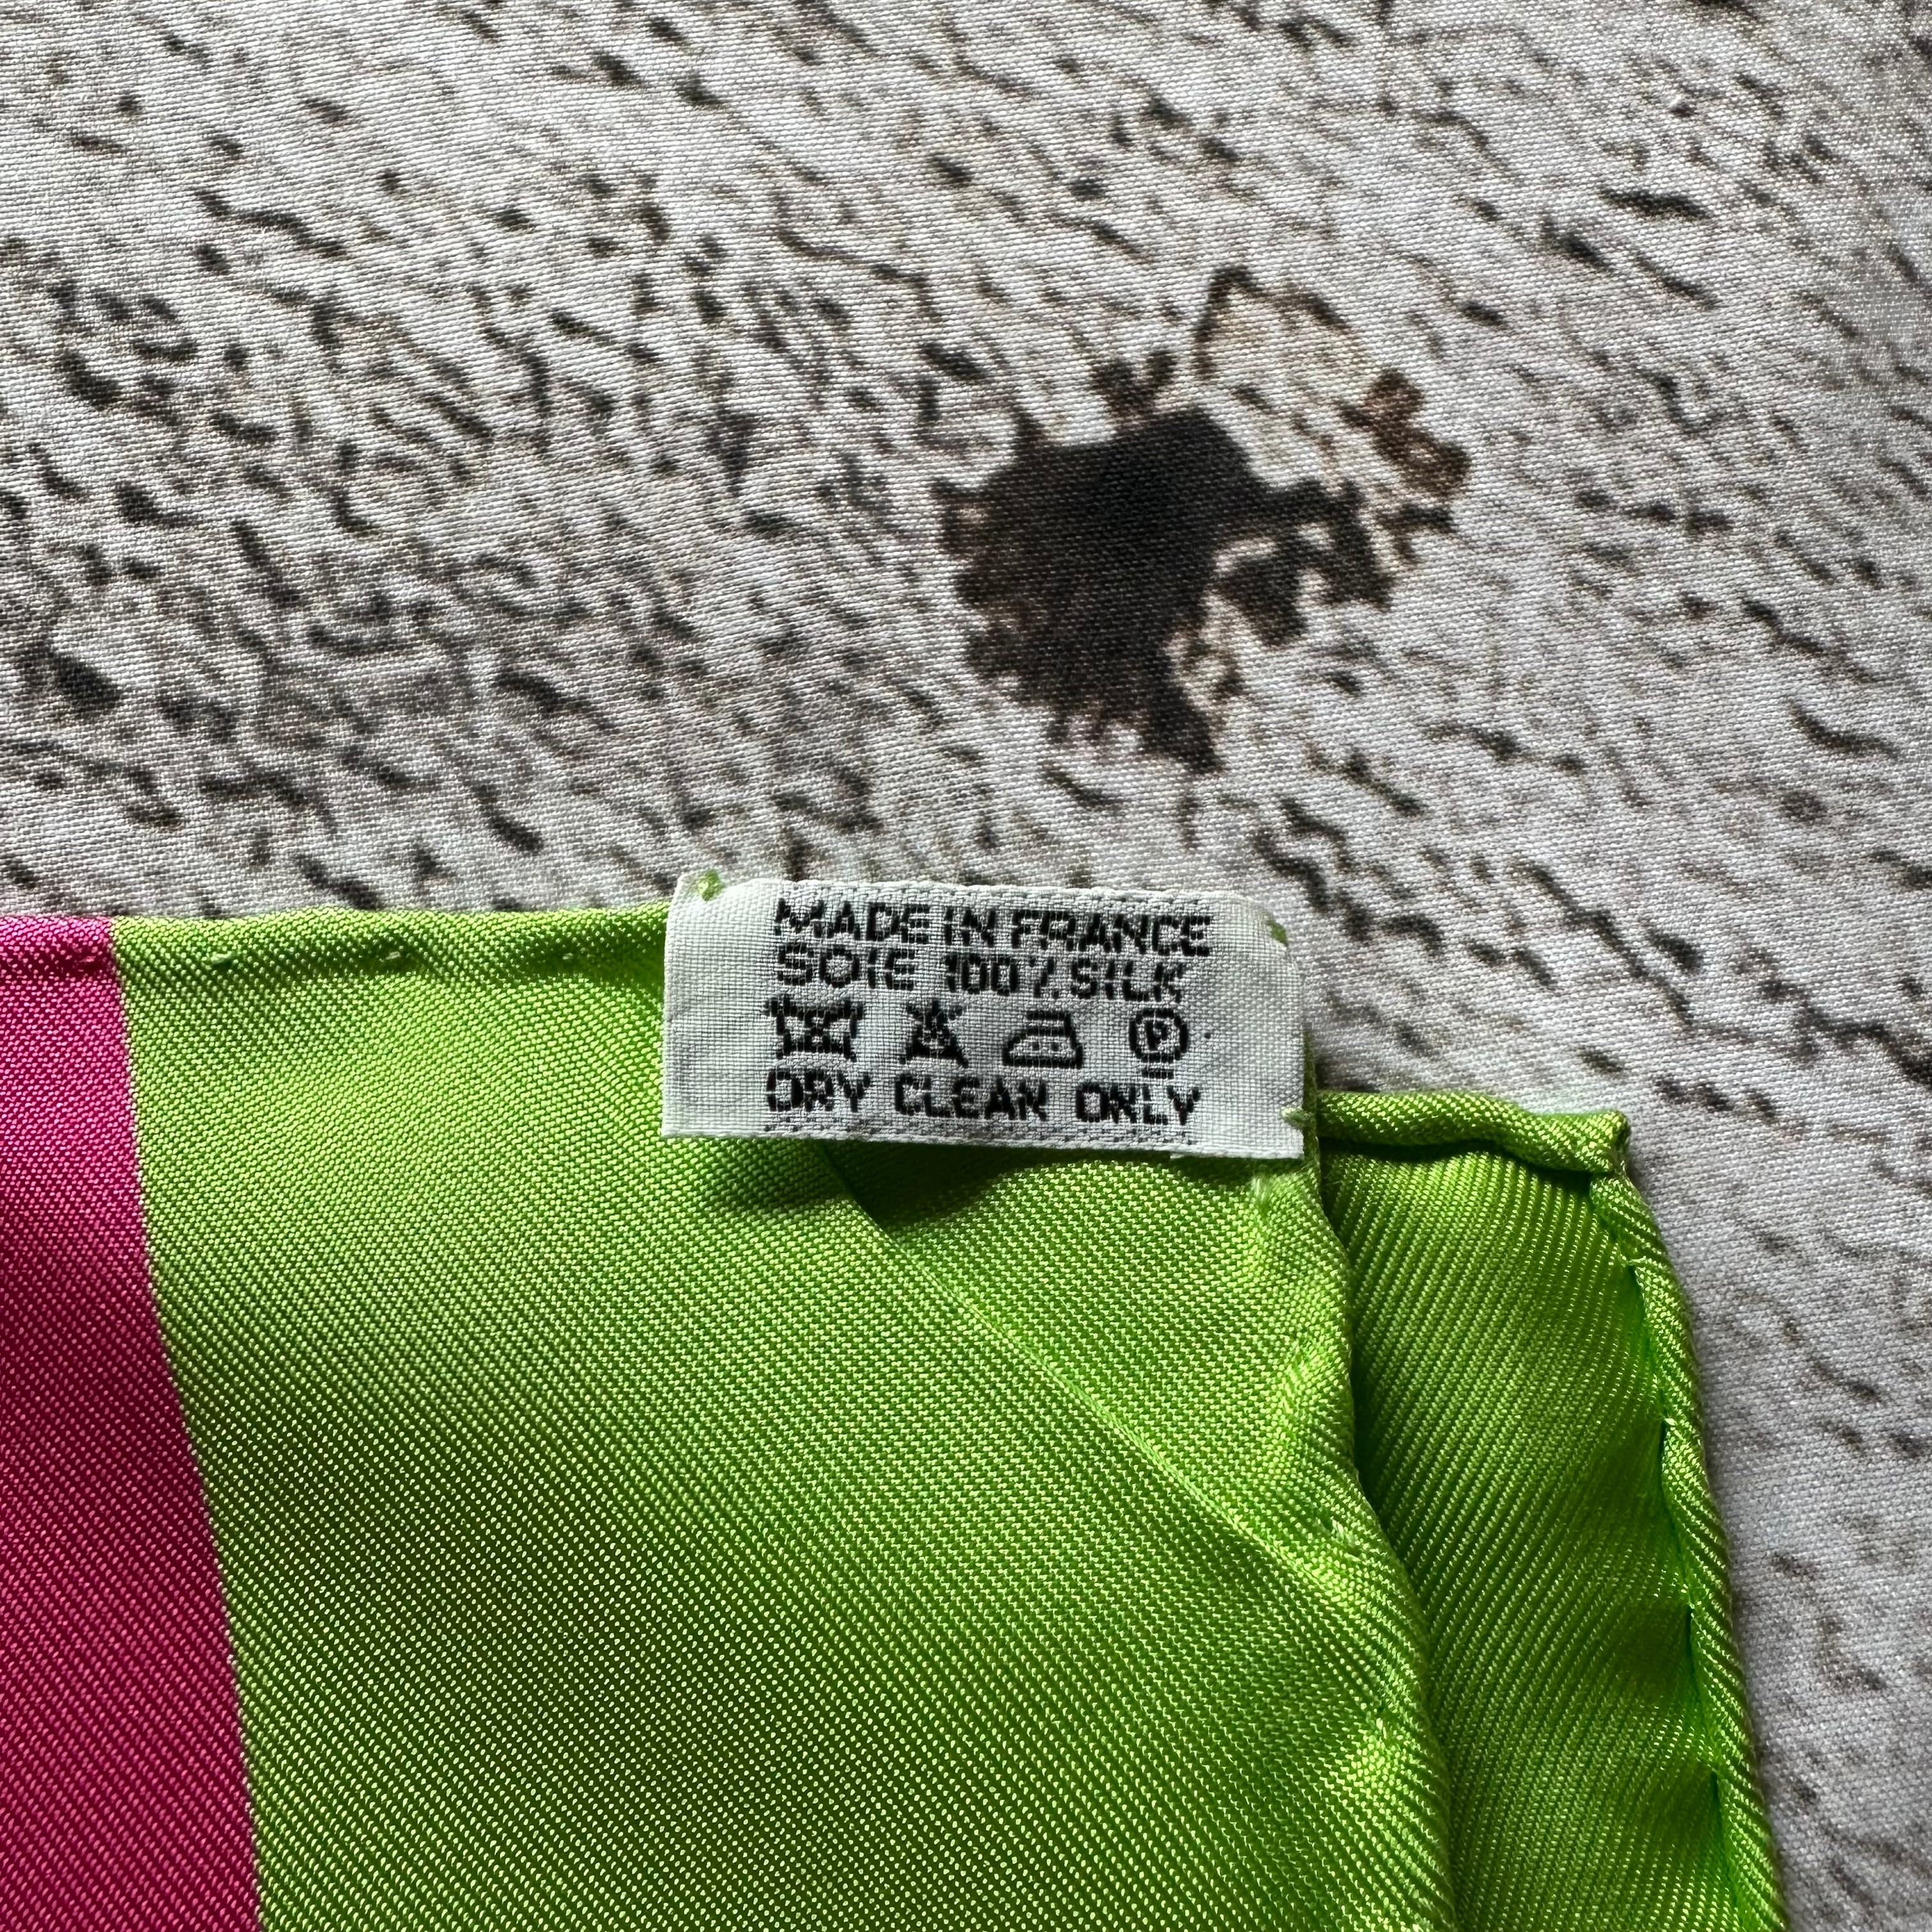 MADE IN FRANCE
SOIE 100% SILK
P
DRY CLEAN ONLY